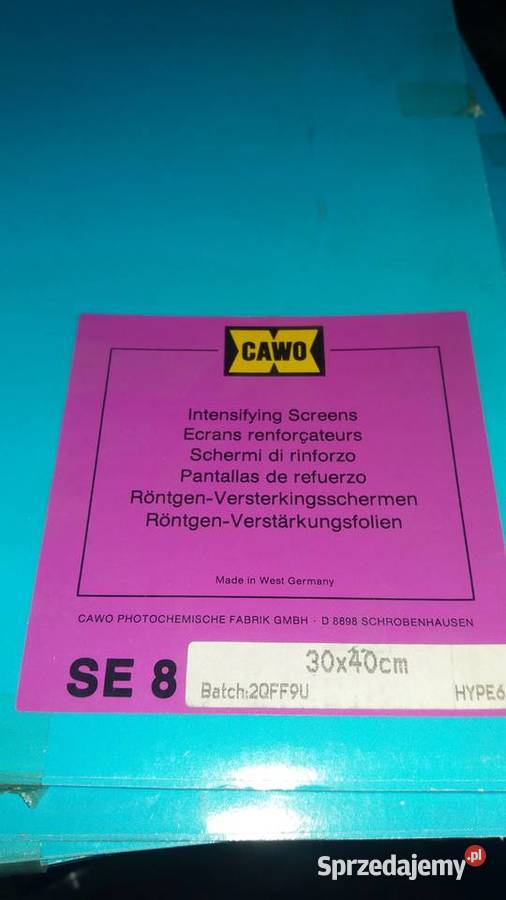 CAWO
Intensifying Screens
Ecrans renforçateurs
Schermi di rinforzo
Pantallas de refuerzo
Röntgen-Versterkingsschermen
Röntgen-Verstärkungsfolien
Made in West Germany
CAWO PHOTOCHEMISCHE FABRIK GMBH · D 8898 SCHROBENHAUSEN
SE 8
30x40cm
Batch:2QFF9U HYPE6
Sprzedajemy.pl